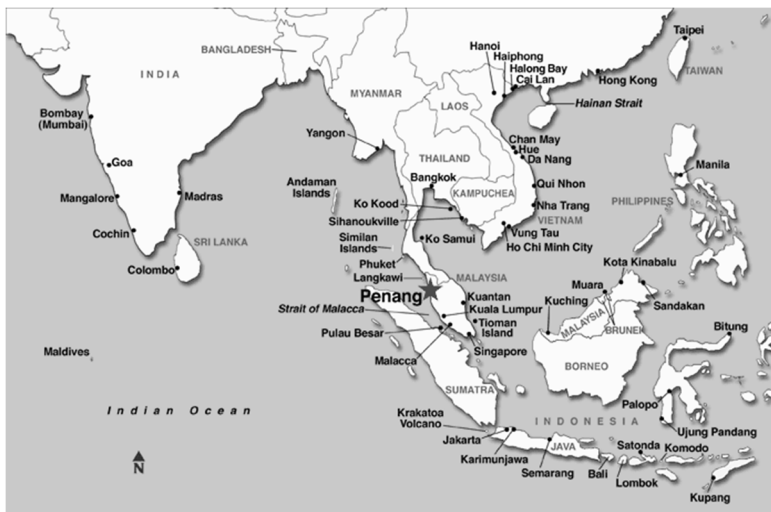 Taipei
Hanoi
Haiphong
BANGLADESH
Halong Bay
INDIA
Cai Lan
TAIWAN
Hong Kong
MYANMAR
Hainan Strait
LAOS
Bombay
(Mumbai)
Yangon
Chan May
Hue
Goa
THAILAND
Da Nang
Manila
Bangkok
Andaman
Islands
Qui Nhon
Mangalore
Madras
KAMPUCHEA
Ko Kood
Nha Trang
PHILIPPINES
Sihanoukville
VIETNAM
Cochin
Vung Tau
SRI LANKA
Similan
Islands
Ko Samui
Ho Chi Minh City
Colombo
Phuket
Langkawi
MALAYSIA
Kota Kinabalu
Muara
Penang
Kuantan
Kuching
Sandakan
Strait of Malacca
Kuala Lumpur
MALAYSIA
Tioman
Island
BRUNEI
Bitung
Pulau Besar
Maldives
Malacca
Singapore
BORNEO
SUMATRA
Palopo
Indian Ocean
Krakatoa
Volcano
INDONESIA
Ujung Pandang
Jakarta
JAVA
Satonda
Komodo
Karimunjawa
N
Semarang
Bali
Lombok
Kupang